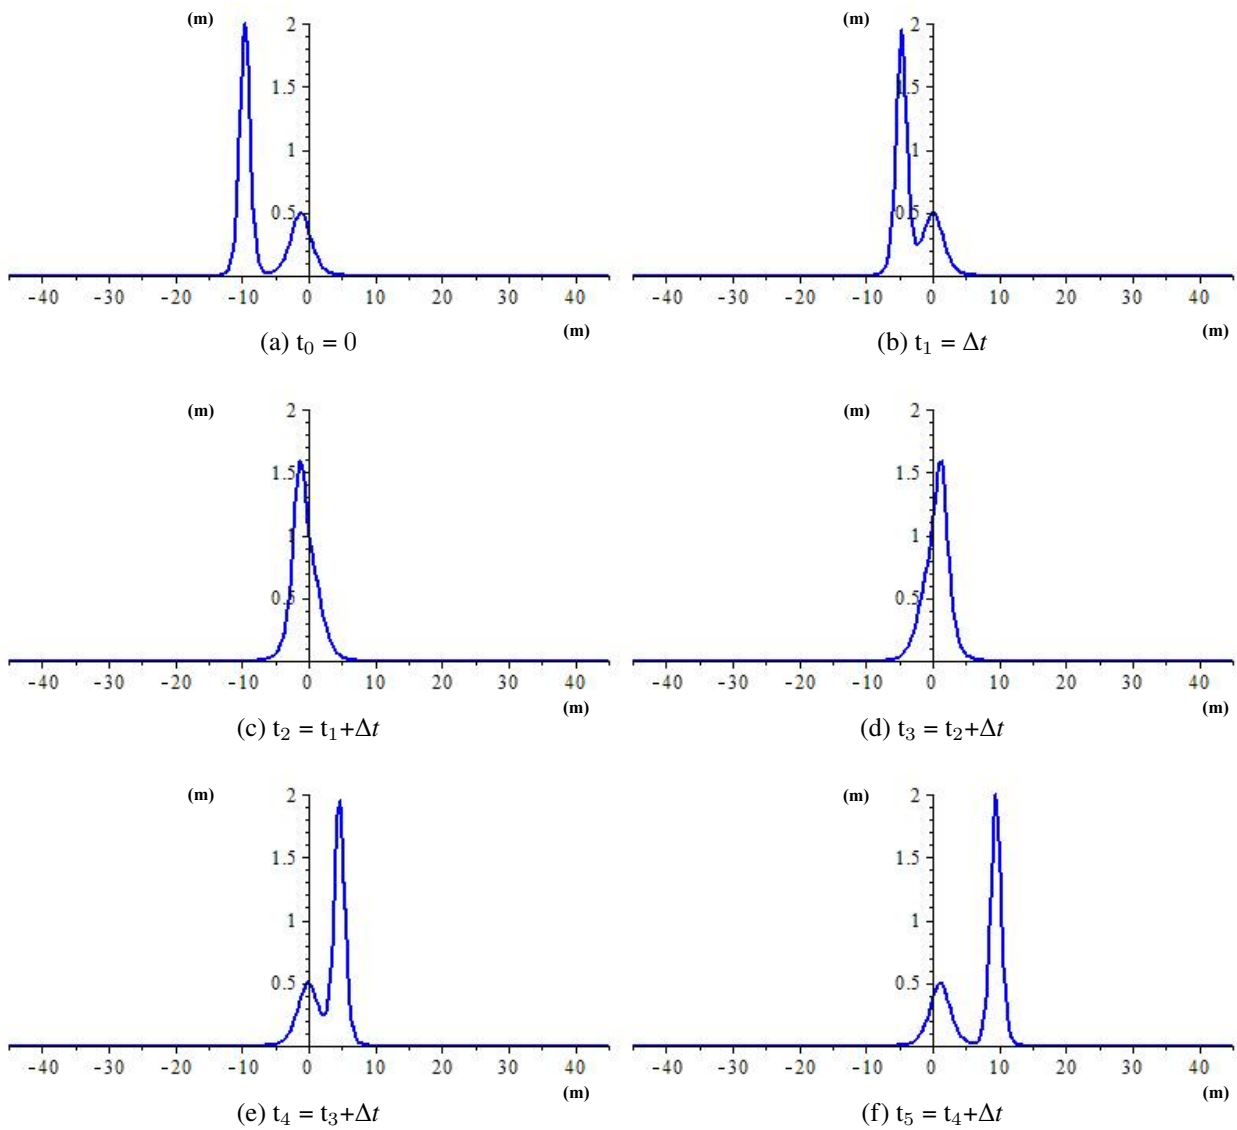 (m) 2 (m) 2
1.5 1.5
1 1
0.5 0.5
-40 -30 -20 -10 0 10 20 30 40 -40 -30 -20 -10 0 10 20 30 40
(m) (m)
(a) t₀ = 0 (b) t₁ = Δt
(m) 2 (m) 2
1.5 1.5
1 1
0.5 0.5
-40 -30 -20 -10 0 10 20 30 40 -40 -30 -20 -10 0 10 20 30 40
(m) (m)
(c) t₂ = t₁+Δt (d) t₃ = t₂+Δt
(m) 2 (m) 2
1.5 1.5
1 1
0.5 0.5
-40 -30 -20 -10 0 10 20 30 40 -40 -30 -20 -10 0 10 20 30 40
(m) (m)
(e) t₄ = t₃+Δt (f) t₅ = t₄+Δt